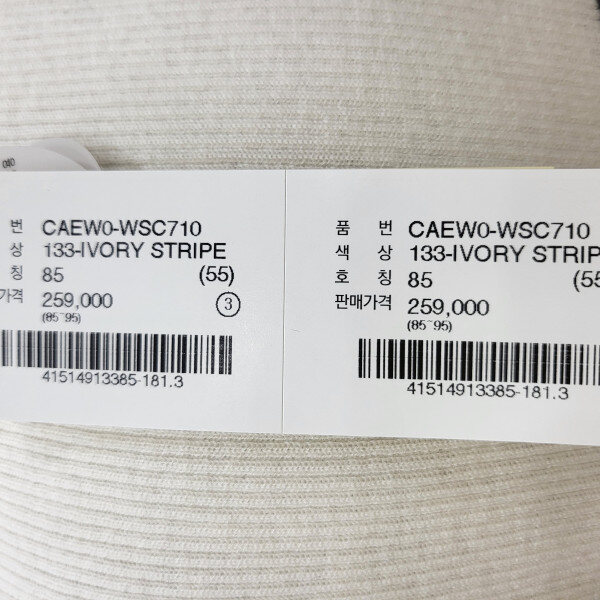 040
번 CAEW0-WSC710
상 133-IVORY STRIPE
칭 85 (55)
가격 259,000 ③
(85~95)
41514913385-181.3
품 번 CAEW0-WSC710
색 상 133-IVORY STRIP
호 칭 85 (55
판매가격 259,000
(85~95)
41514913385-181.3